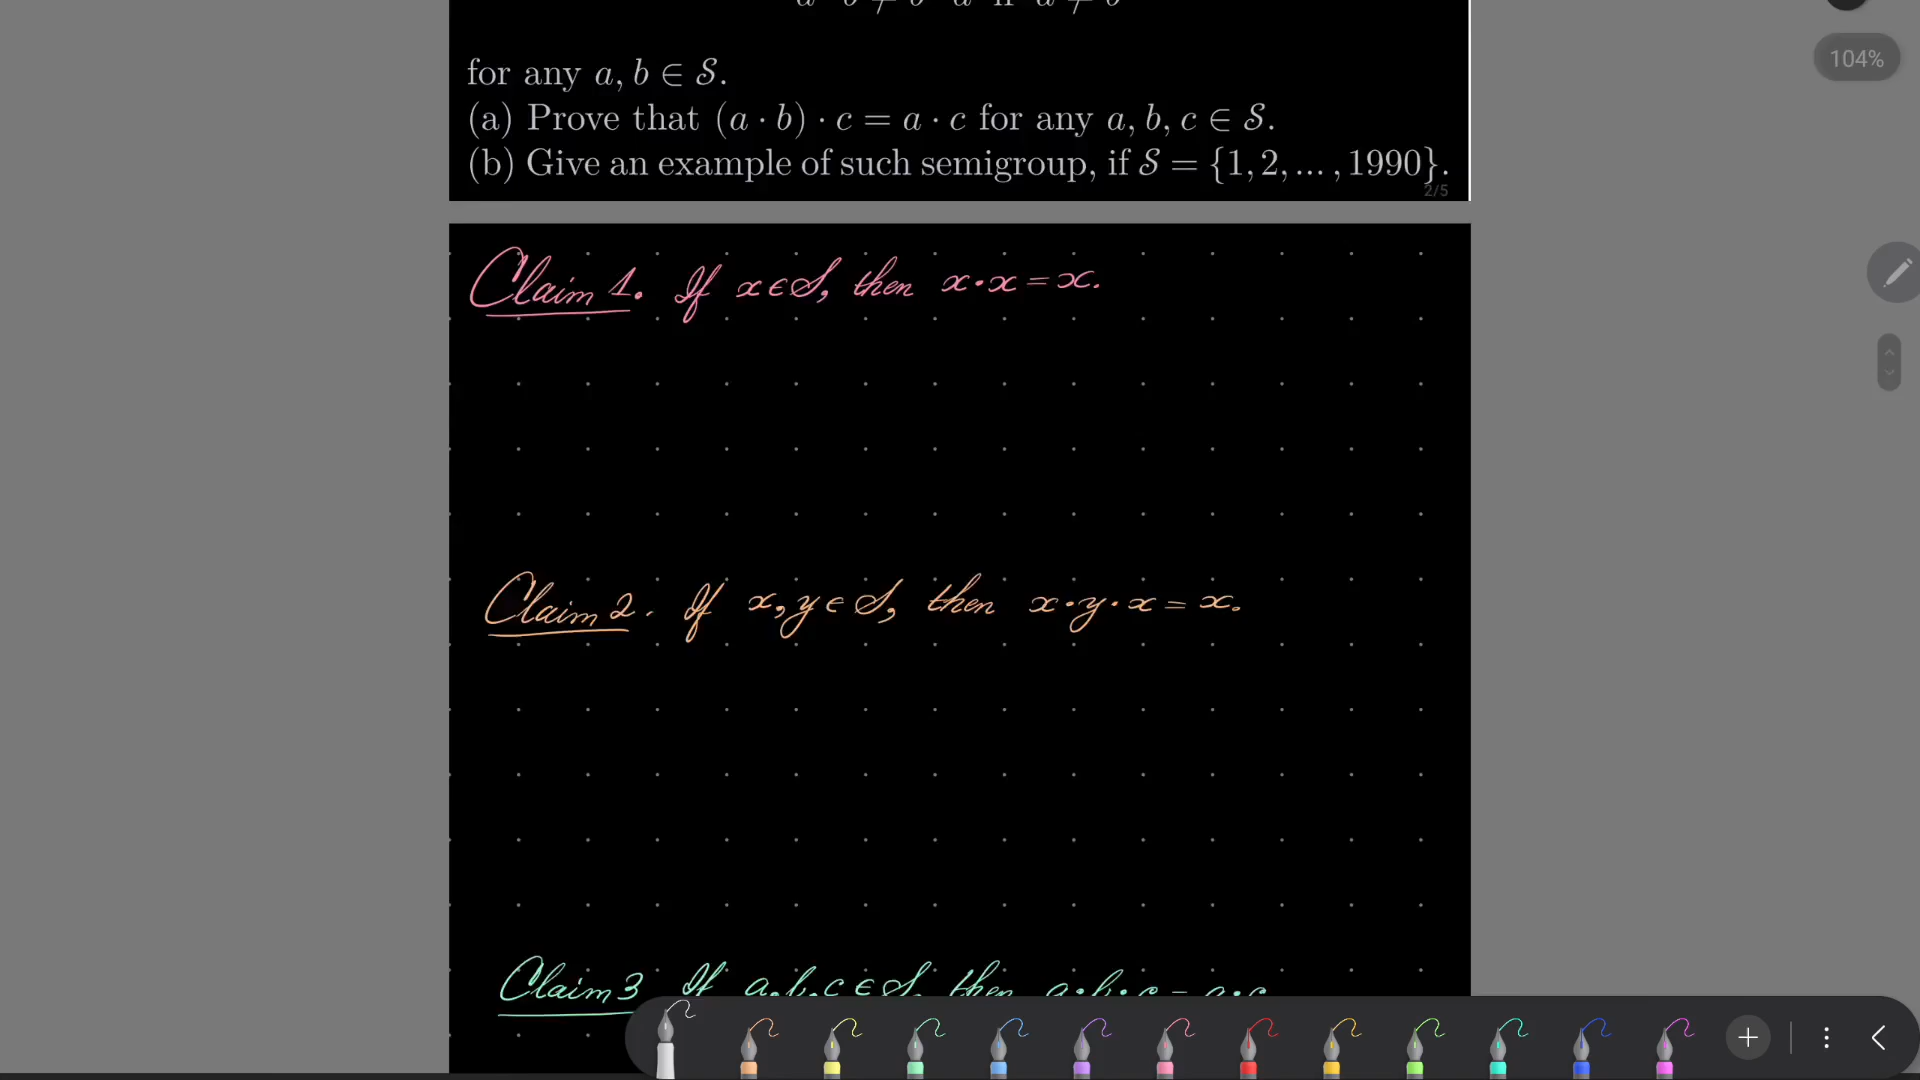 for any a, b ∈ 𝒮.
(a) Prove that (a · b) · c = a · c for any a, b, c ∈ 𝒮.
(b) Give an example of such semigroup, if 𝒮 = {1, 2, ... , 1990}.
2/5
104%
Claim 1. If x ∈ S, then x · x = x.
Claim 2. If x, y ∈ S, then x · y · x = x.
Claim 3 If a, b, c ∈ S, then a · b · c = a · c